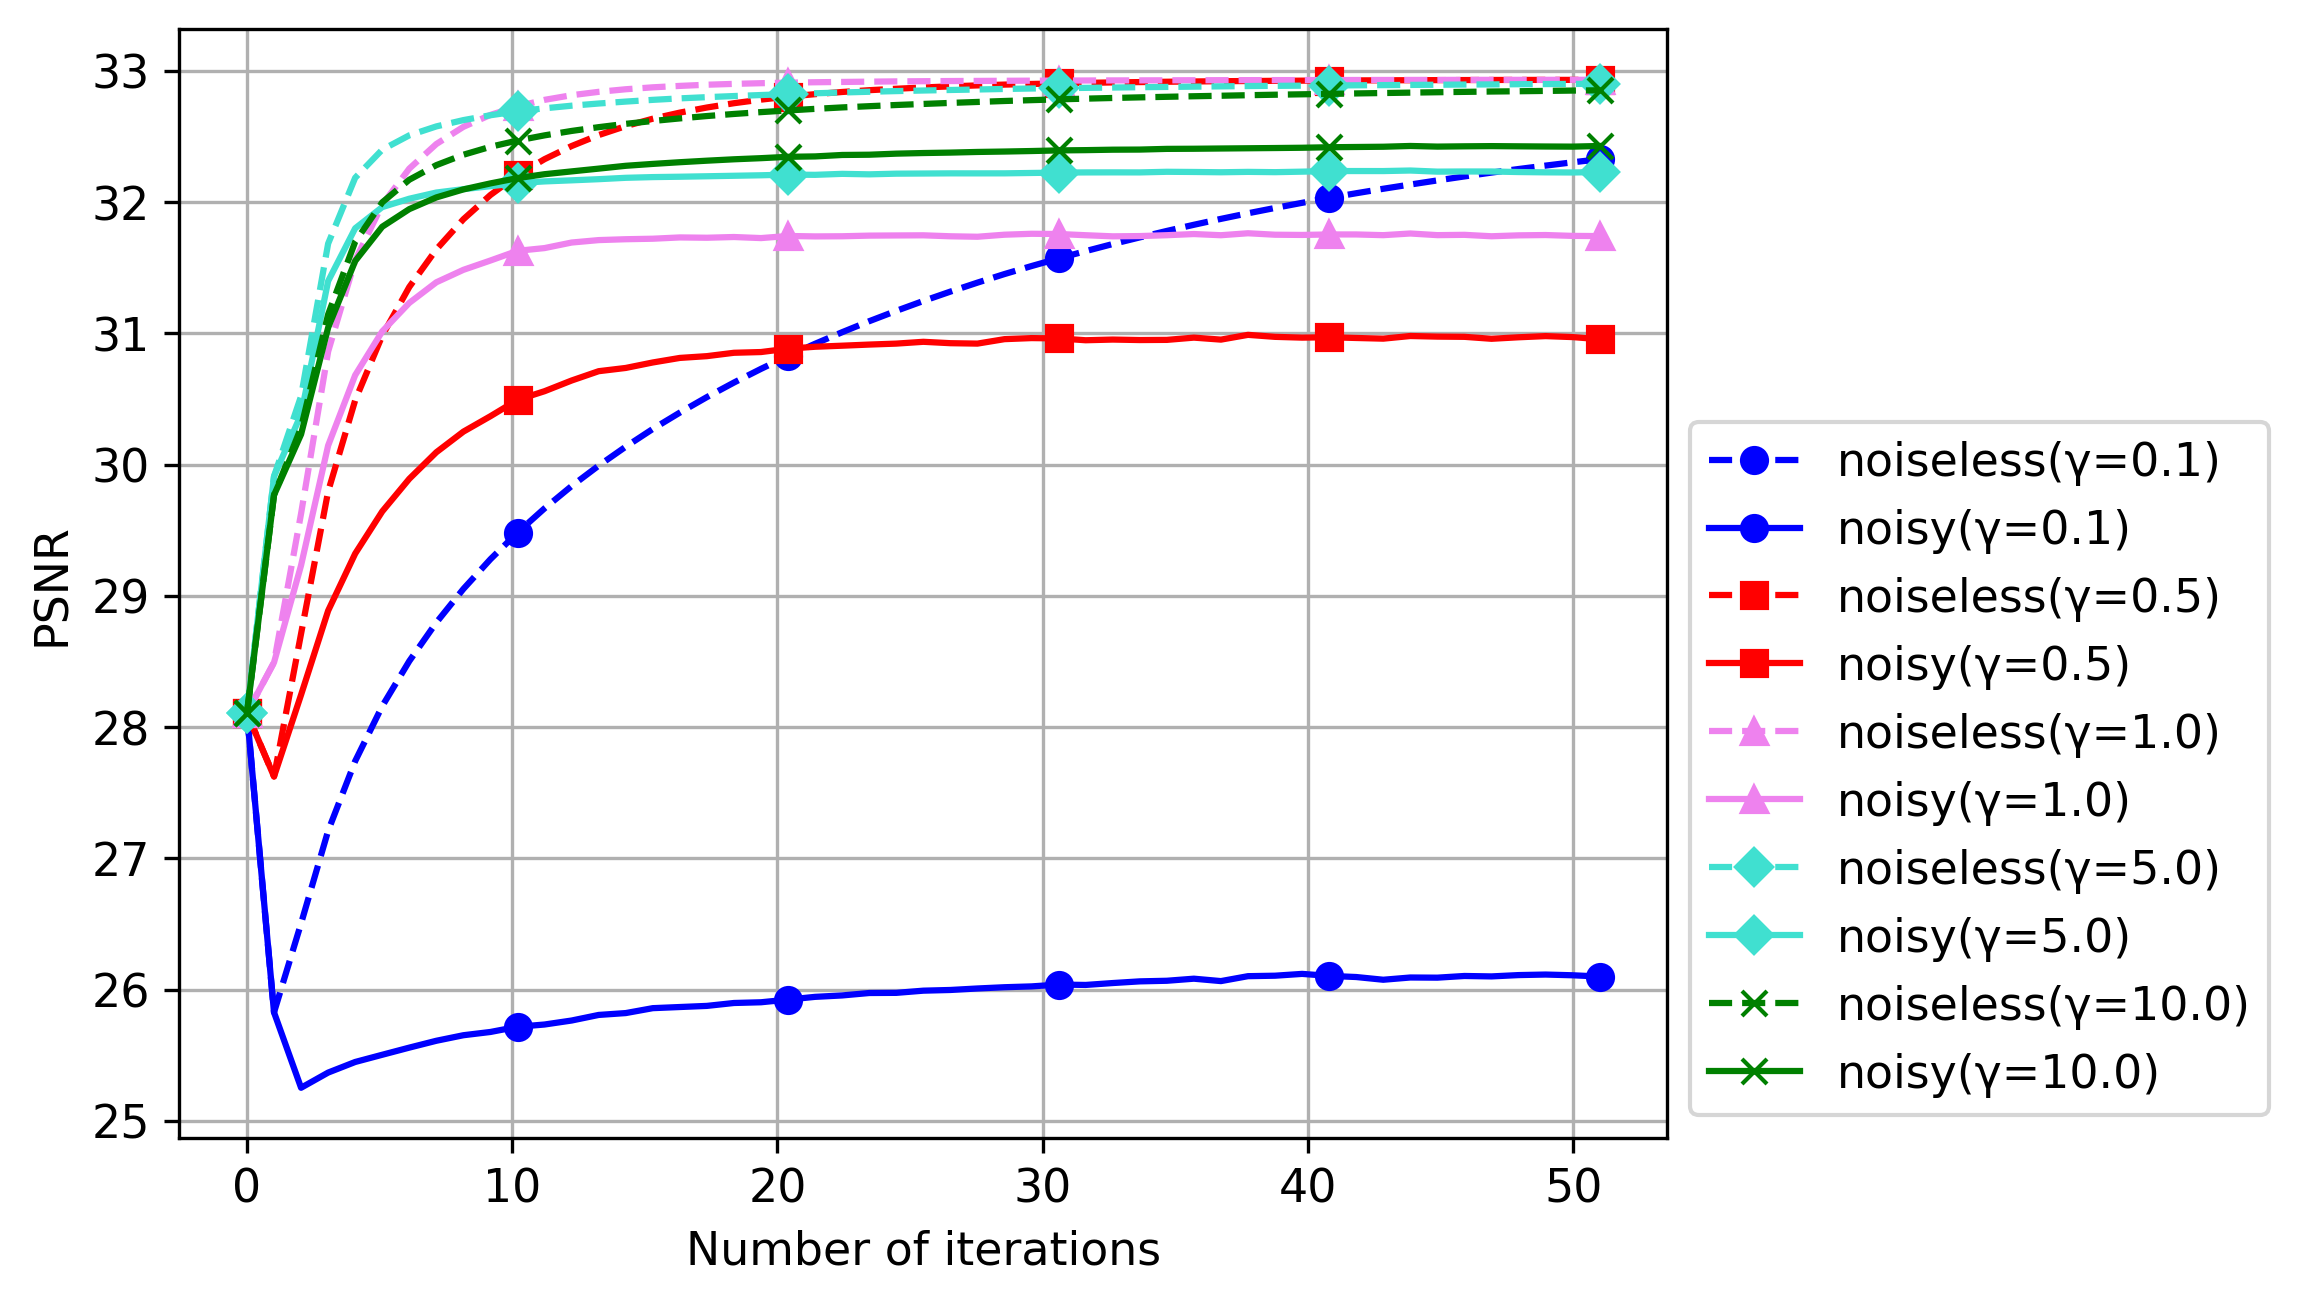 33
32
31
30
29
28
27
26
25
PSNR
0 10 20 30 40 50
Number of iterations
noiseless(γ=0.1)
noisy(γ=0.1)
noiseless(γ=0.5)
noisy(γ=0.5)
noiseless(γ=1.0)
noisy(γ=1.0)
noiseless(γ=5.0)
noisy(γ=5.0)
noiseless(γ=10.0)
noisy(γ=10.0)